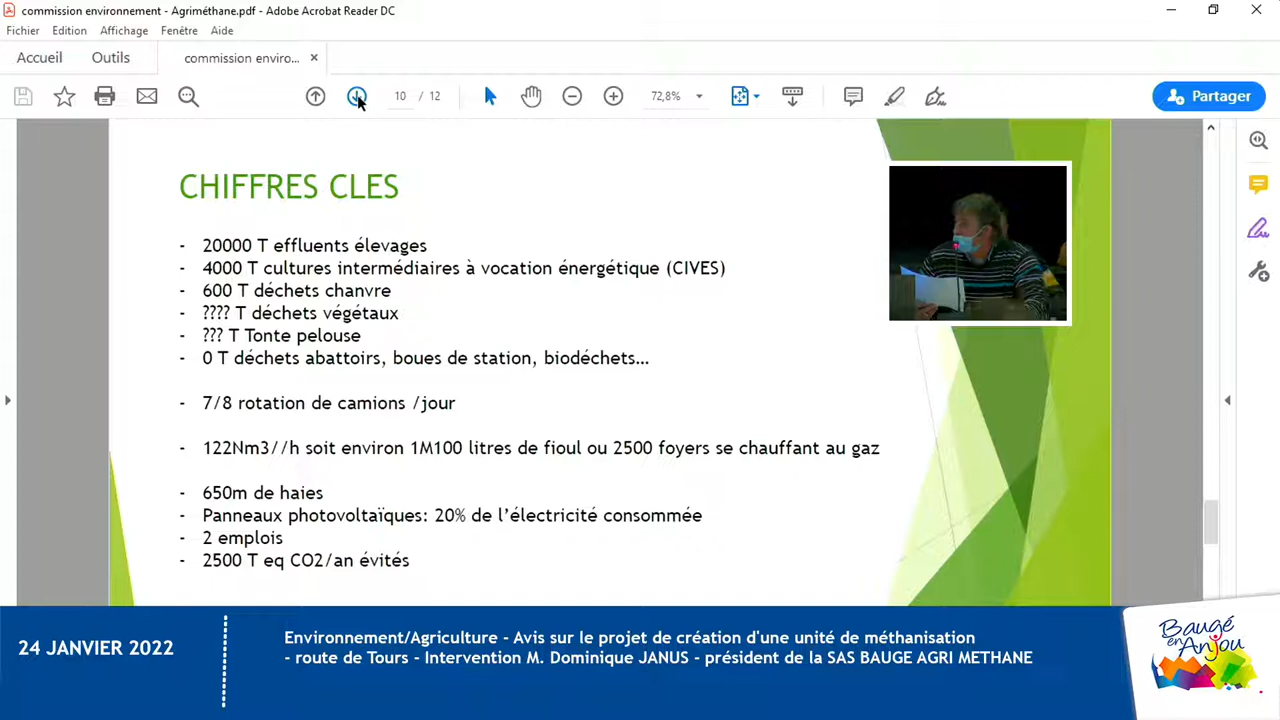 commission environnement - Agriméthane.pdf - Adobe Acrobat Reader DC
Fichier Edition Affichage Fenêtre Aide
Accueil Outils commission enviro... ×
10 / 12 72,8% Partager
CHIFFRES CLES
- 20000 T effluents élevages
- 4000 T cultures intermédiaires à vocation énergétique (CIVES)
- 600 T déchets chanvre
- ???? T déchets végétaux
- ??? T Tonte pelouse
- 0 T déchets abattoirs, boues de station, biodéchets…
- 7/8 rotation de camions /jour
- 122Nm3//h soit environ 1M100 litres de fioul ou 2500 foyers se chauffant au gaz
- 650m de haies
- Panneaux photovoltaïques: 20% de l’électricité consommée
- 2 emplois
- 2500 T eq CO2/an évités
24 JANVIER 2022
Environnement/Agriculture - Avis sur le projet de création d'une unité de méthanisation
- route de Tours - Intervention M. Dominique JANUS - président de la SAS BAUGE AGRI METHANE
Baugé
en Anjou